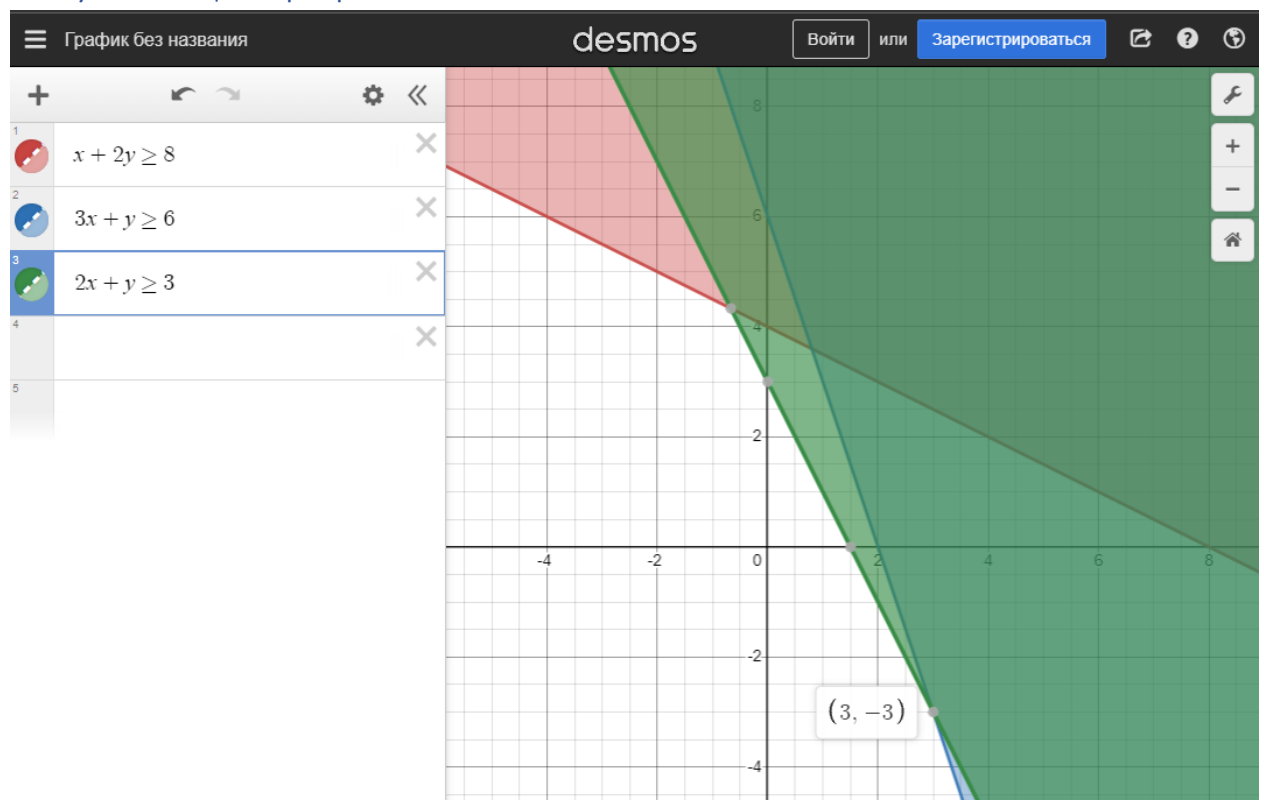 График без названия
desmos
Войти или Зарегистрироваться
1
x + 2y ≥ 8
2
3x + y ≥ 6
3
2x + y ≥ 3
4
5
8
6
4
2
-4 -2 0 2 4 6 8
-2
(3, −3)
-4